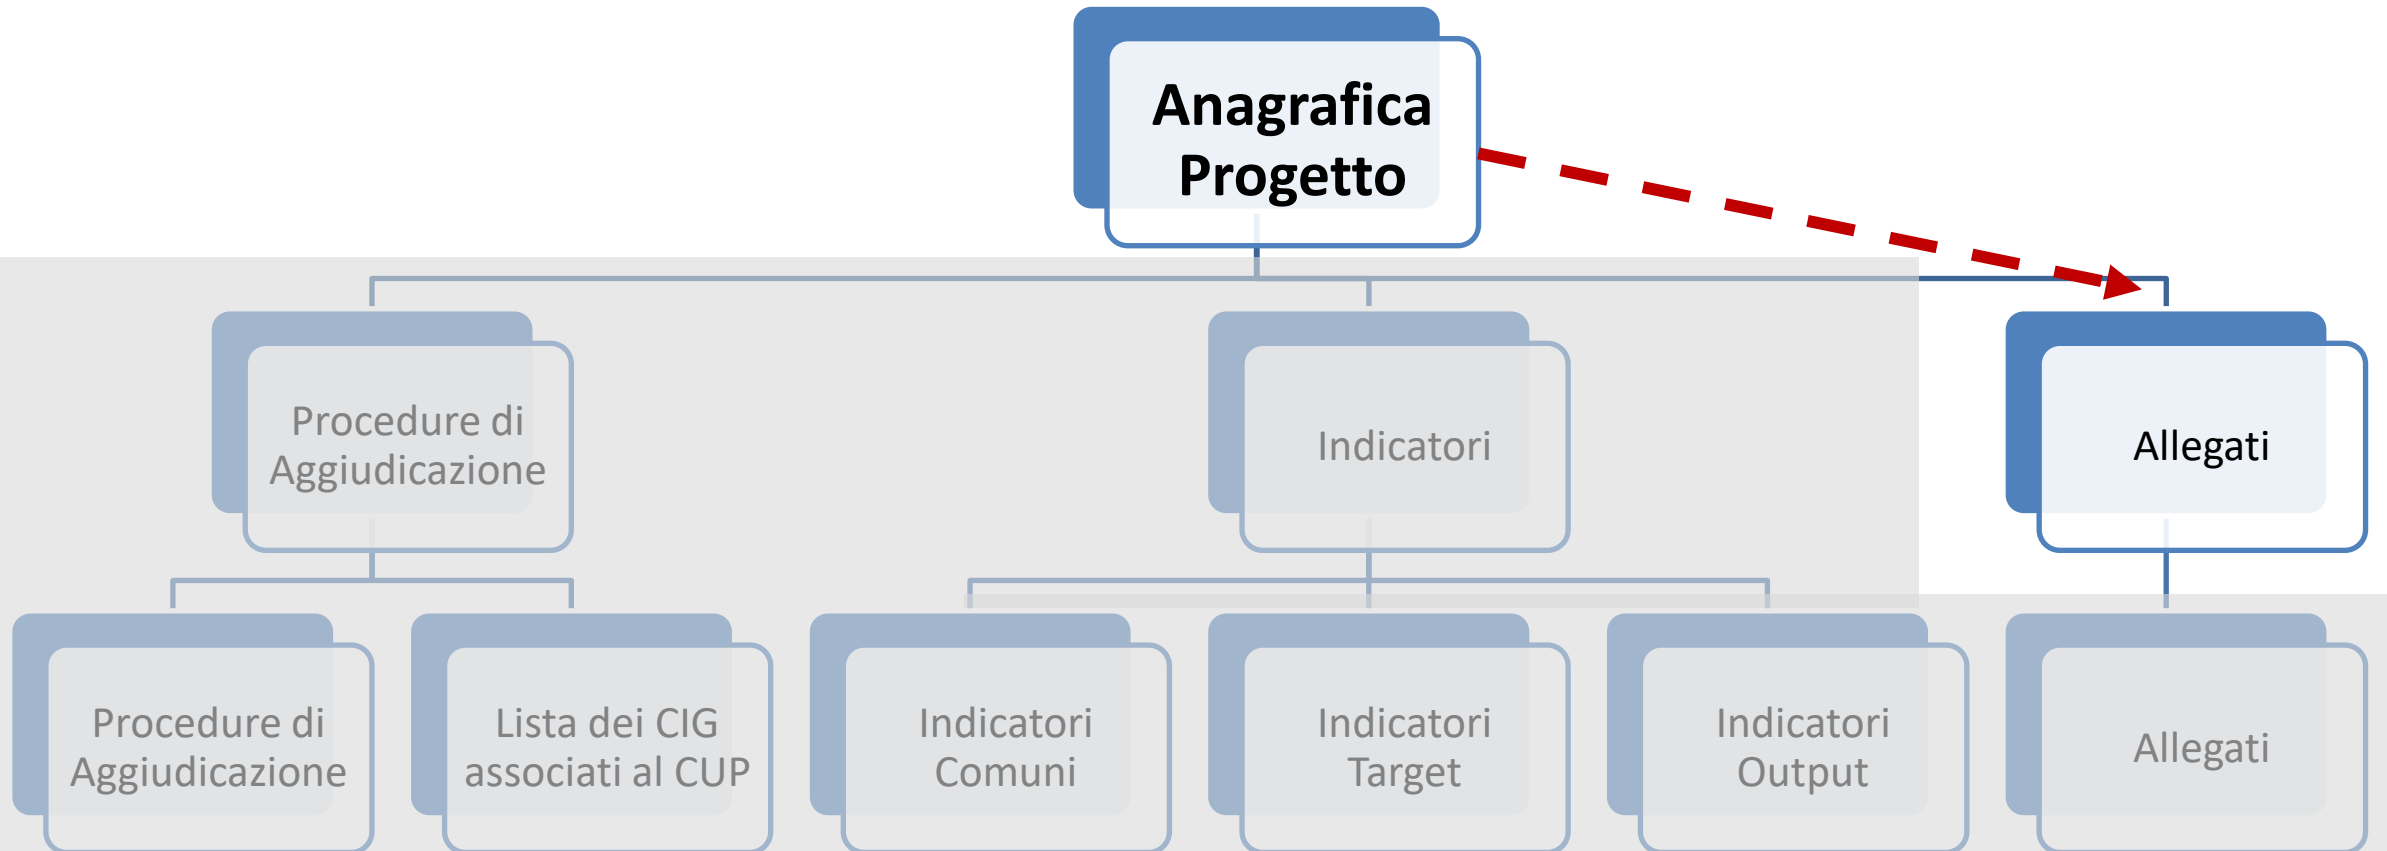 Anagrafica
Progetto
Procedure di
Aggiudicazione
Indicatori
Allegati
Procedure di
Aggiudicazione
Lista dei CIG
associati al CUP
Indicatori
Comuni
Indicatori
Target
Indicatori
Output
Allegati